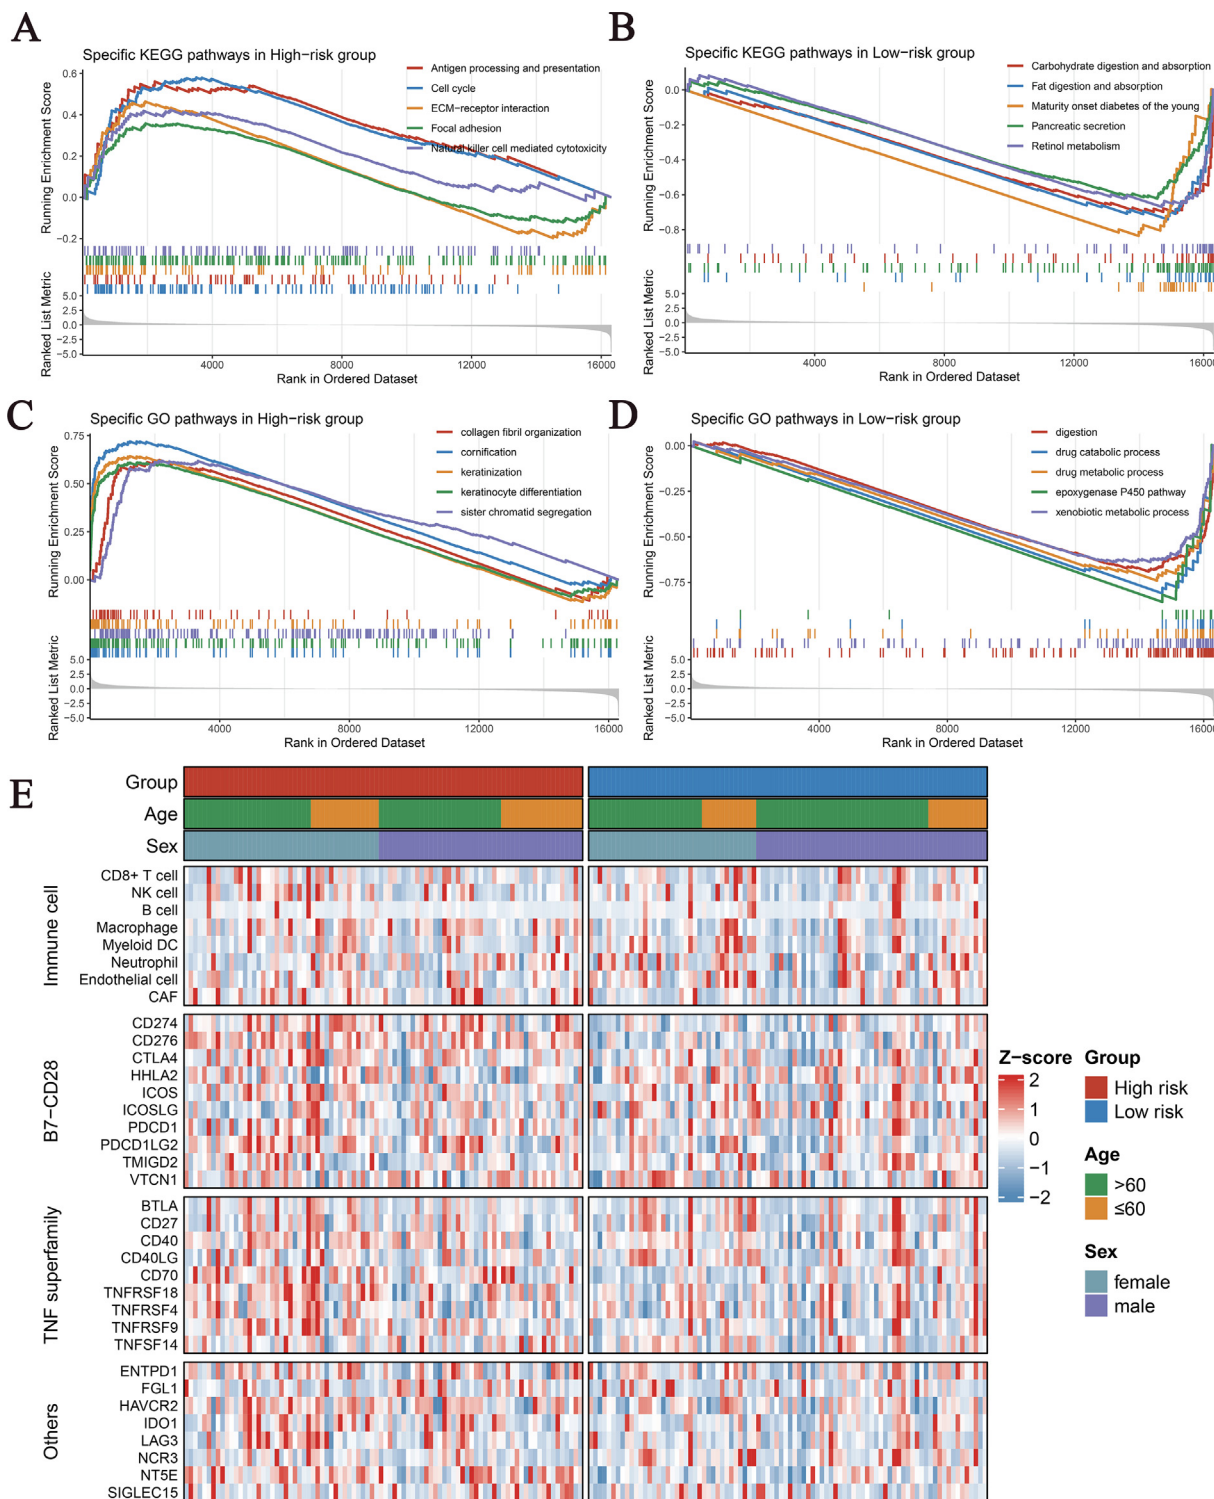 A
Specific KEGG pathways in High−risk group
Running Enrichment Score
0.6
0.4
0.2
0.0
−0.2
Antigen processing and presentation
Cell cycle
ECM−receptor interaction
Focal adhesion
Natural killer cell mediated cytotoxicity
Ranked List Metric
5.0
2.5
0.0
−2.5
−5.0
4000
8000
12000
16000
Rank in Ordered Dataset
B
Specific KEGG pathways in Low−risk group
Running Enrichment Score
0.0
−0.2
−0.4
−0.6
−0.8
Carbohydrate digestion and absorption
Fat digestion and absorption
Maturity onset diabetes of the young
Pancreatic secretion
Retinol metabolism
Ranked List Metric
5.0
2.5
0.0
−2.5
−5.0
4000
8000
12000
16000
Rank in Ordered Dataset
C
Specific GO pathways in High−risk group
Running Enrichment Score
0.75
0.50
0.25
0.00
collagen fibril organization
cornification
keratinization
keratinocyte differentiation
sister chromatid segregation
Ranked List Metric
5.0
2.5
0.0
−2.5
−5.0
4000
8000
12000
16000
Rank in Ordered Dataset
D
Specific GO pathways in Low−risk group
Running Enrichment Score
0.00
−0.25
−0.50
−0.75
digestion
drug catabolic process
drug metabolic process
epoxygenase P450 pathway
xenobiotic metabolic process
Ranked List Metric
5.0
2.5
0.0
−2.5
−5.0
4000
8000
12000
16000
Rank in Ordered Dataset
E
Group
Age
Sex
Immune cell
CD8+ T cell
NK cell
B cell
Macrophage
Myeloid DC
Neutrophil
Endothelial cell
CAF
B7−CD28
CD274
CD276
CTLA4
HHLA2
ICOS
ICOSLG
PDCD1
PDCD1LG2
TMIGD2
VTCN1
TNF superfamily
BTLA
CD27
CD40
CD40LG
CD70
TNFRSF18
TNFRSF4
TNFRSF9
TNFSF14
Others
ENTPD1
FGL1
HAVCR2
IDO1
LAG3
NCR3
NT5E
SIGLEC15
Z−score
2
1
0
−1
−2
Group
High risk
Low risk
Age
>60
≤60
Sex
female
male